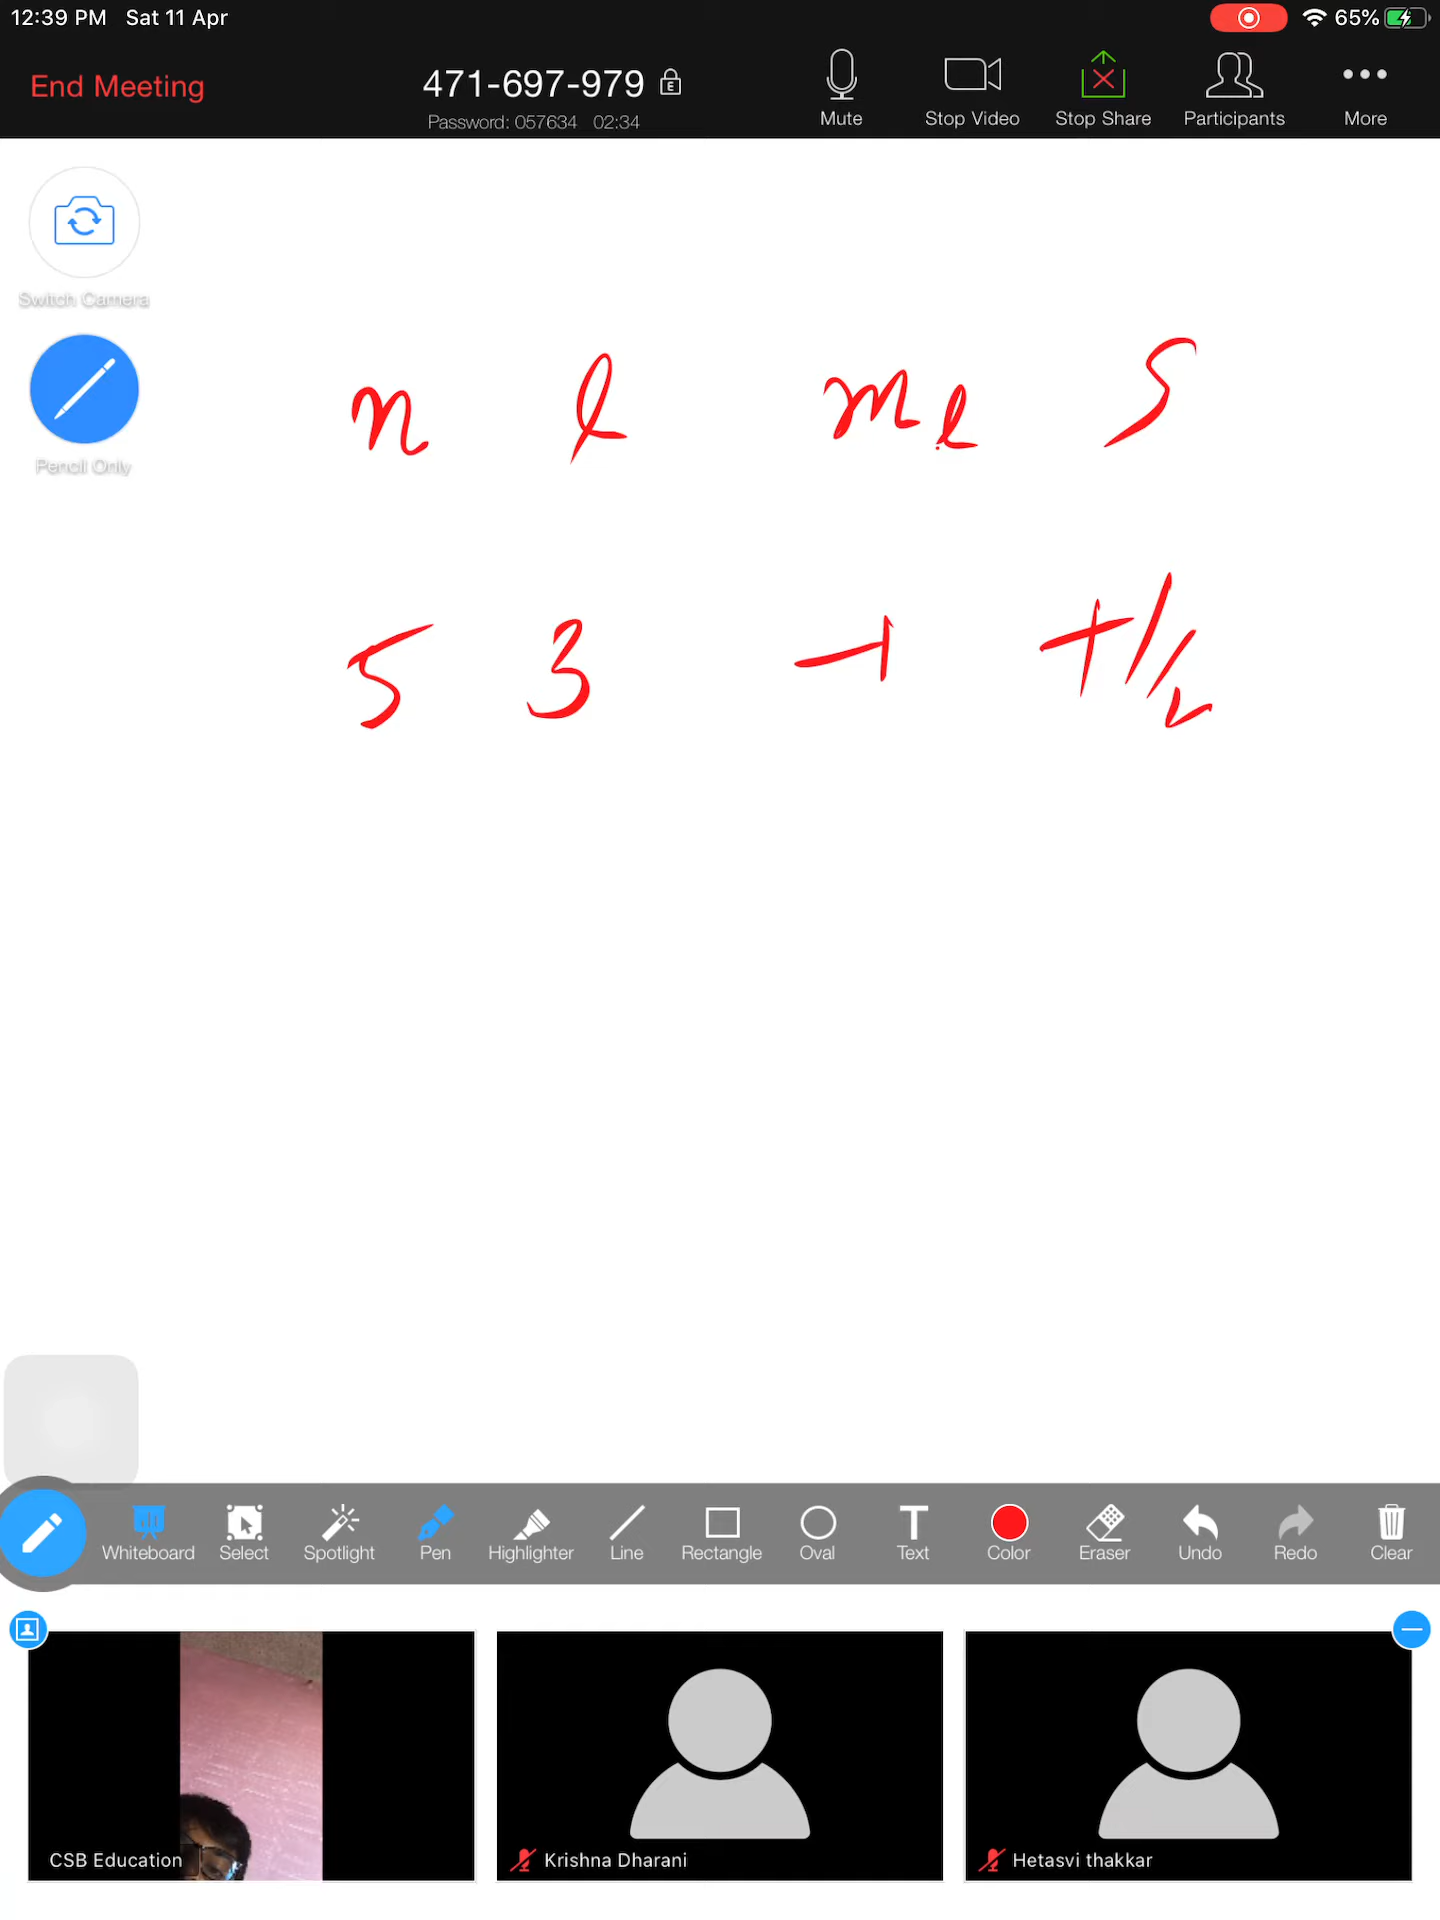 12:39 PM Sat 11 Apr 65%
End Meeting
471-697-979
Password: 057634 02:34
Mute Stop Video Stop Share Participants More
Switch Camera
Pencil Only
n l mₗ s
5 3 -1 +1/2
Whiteboard Select Spotlight Pen Highlighter Line Rectangle Oval Text Color Eraser Undo Redo Clear
CSB Education Krishna Dharani Hetasvi thakkar